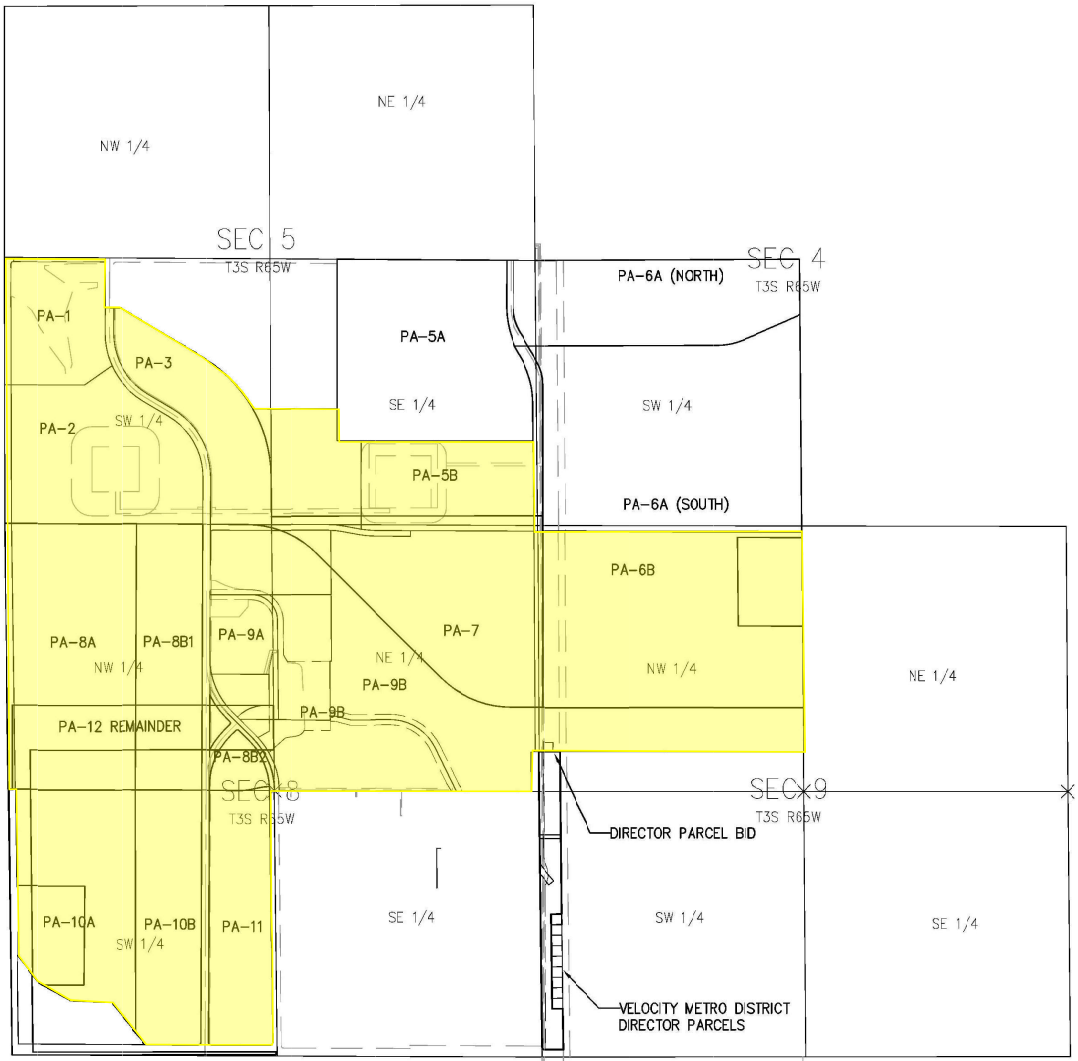 NE 1/4
NW 1/4
SEC 5
T3S R65W
SEC 4
T3S R65W
PA-6A (NORTH)
PA-1
PA-5A
PA-3
SE 1/4
SW 1/4
SW 1/4
PA-2
PA-5B
PA-6A (SOUTH)
PA-6B
PA-7
PA-9A
PA-8A
PA-8B1
NE 1/4
NW 1/4
NW 1/4
NE 1/4
PA-9B
PA-9B
PA-12 REMAINDER
PA-8B2
SEC 8
T3S R65W
SEC 9
T3S R65W
DIRECTOR PARCEL BID
PA-10A
PA-10B
PA-11
SE 1/4
SW 1/4
SE 1/4
SW 1/4
VELOCITY METRO DISTRICT
DIRECTOR PARCELS